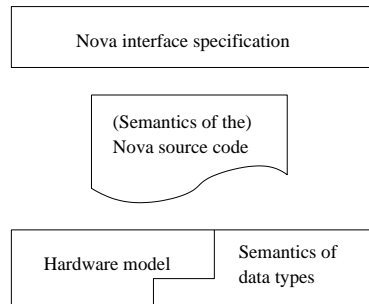 Nova interface specification
(Semantics of the)
Nova source code
Hardware model
Semantics of
data types